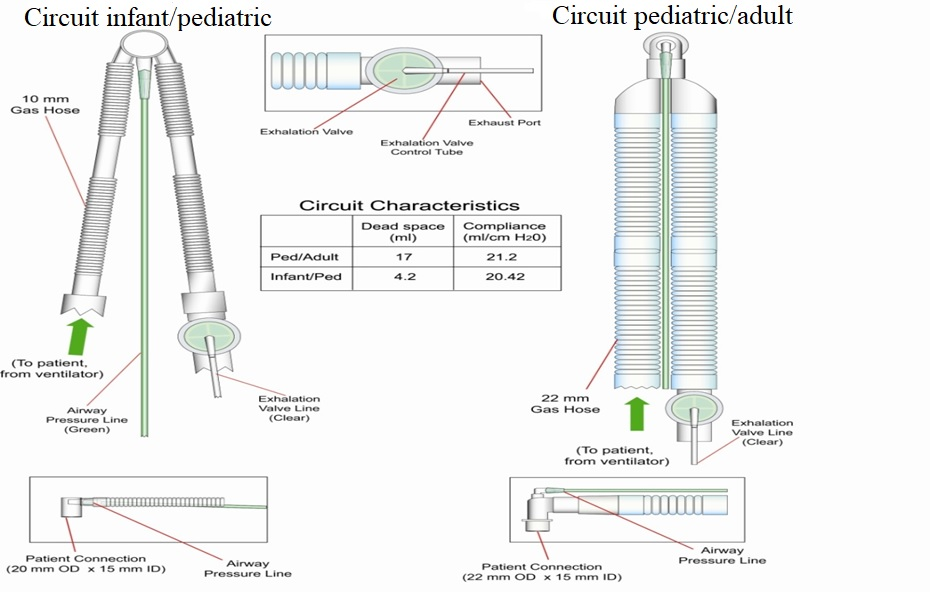 Circuit infant/pediatric
Circuit pediatric/adult
10 mm
Gas Hose
Exhalation Valve
Exhalation Valve
Control Tube
Exhaust Port
Circuit Characteristics
Dead space
(ml)
Compliance
(ml/cm H20)
Ped/Adult 17 21.2
Infant/Ped 4.2 20.42
(To patient,
from ventilator)
Airway
Pressure Line
(Green)
Exhalation
Valve Line
(Clear)
22 mm
Gas Hose
(To patient,
from ventilator)
Exhalation
Valve Line
(Clear)
Patient Connection
(20 mm OD x 15 mm ID)
Airway
Pressure Line
Patient Connection
(22 mm OD x 15 mm ID)
Airway
Pressure Line